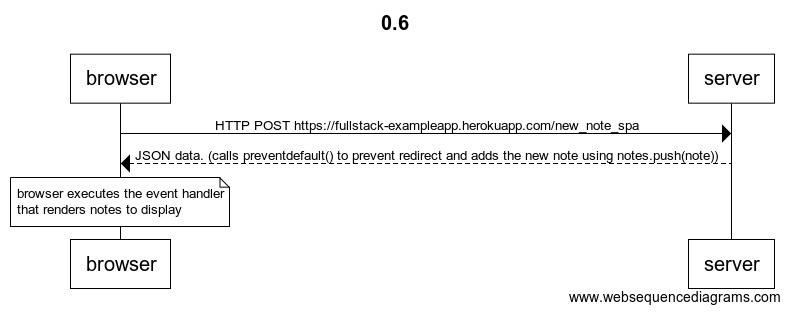 0.6
browser
server
HTTP POST https://fullstack-exampleapp.herokuapp.com/new_note_spa
JSON data. (calls preventdefault() to prevent redirect and adds the new note using notes.push(note))
browser executes the event handler
that renders notes to display
browser
server
www.websequencediagrams.com